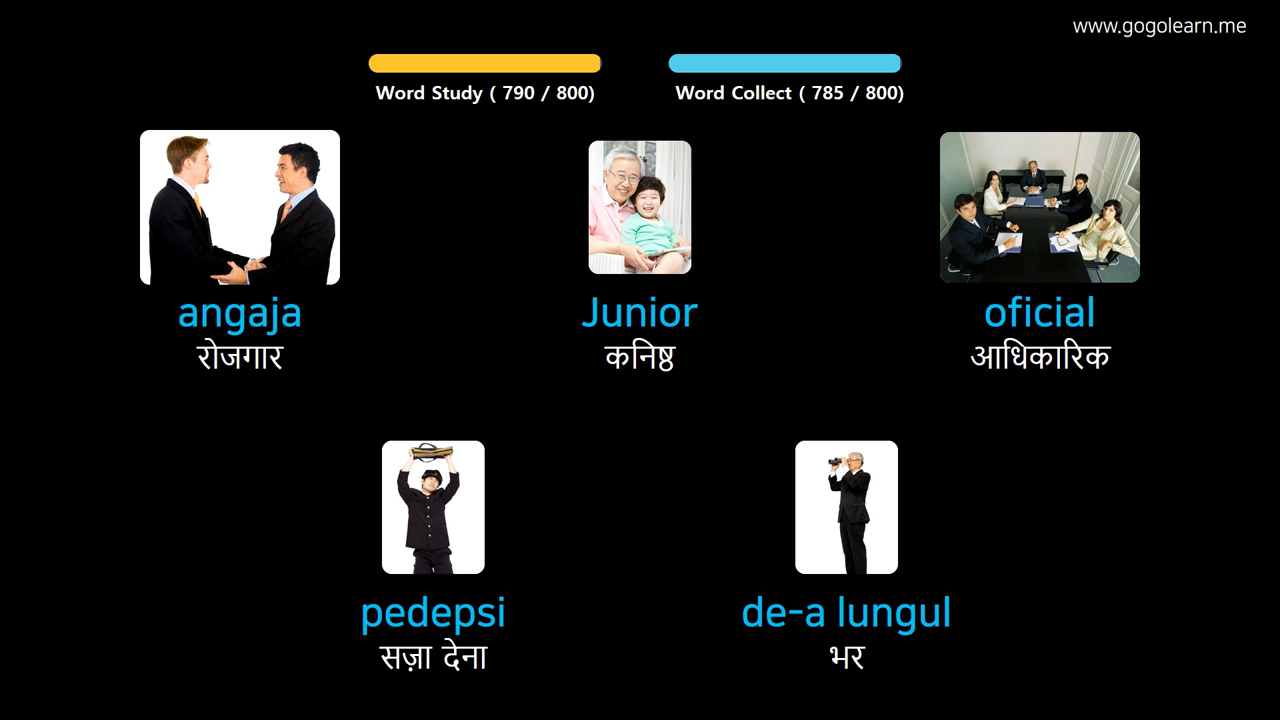 www.gogolearn.me
Word Study ( 790 / 800)
Word Collect ( 785 / 800)
angaja
रोजगार
Junior
कनिष्ठ
oficial
आधिकारिक
pedepsi
सज़ा देना
de-a lungul
भर